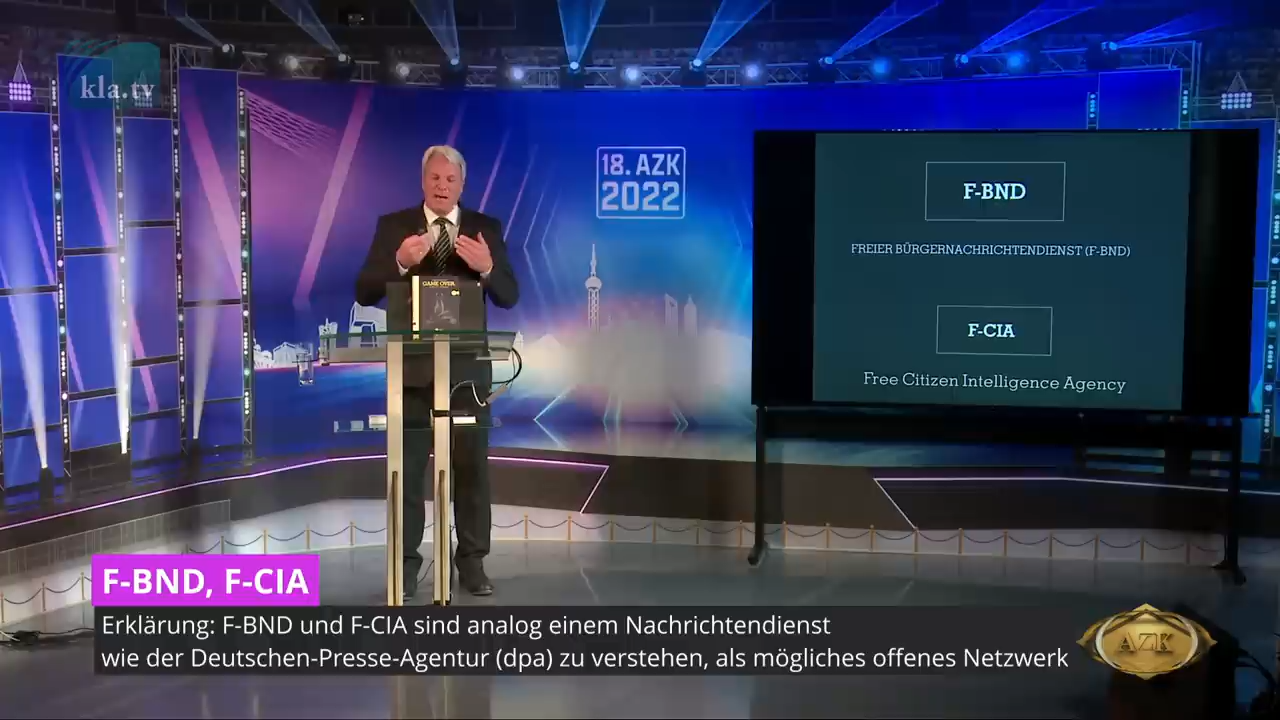 kla.tv
18. AZK
2022
F-BND
FREIER BÜRGERNACHRICHTENDIENST (F-BND)
F-CIA
Free Citizen Intelligence Agency
GAME OVER
F-BND, F-CIA
Erklärung: F-BND und F-CIA sind analog einem Nachrichtendienst
wie der Deutschen-Presse-Agentur (dpa) zu verstehen, als mögliches offenes Netzwerk
AZK